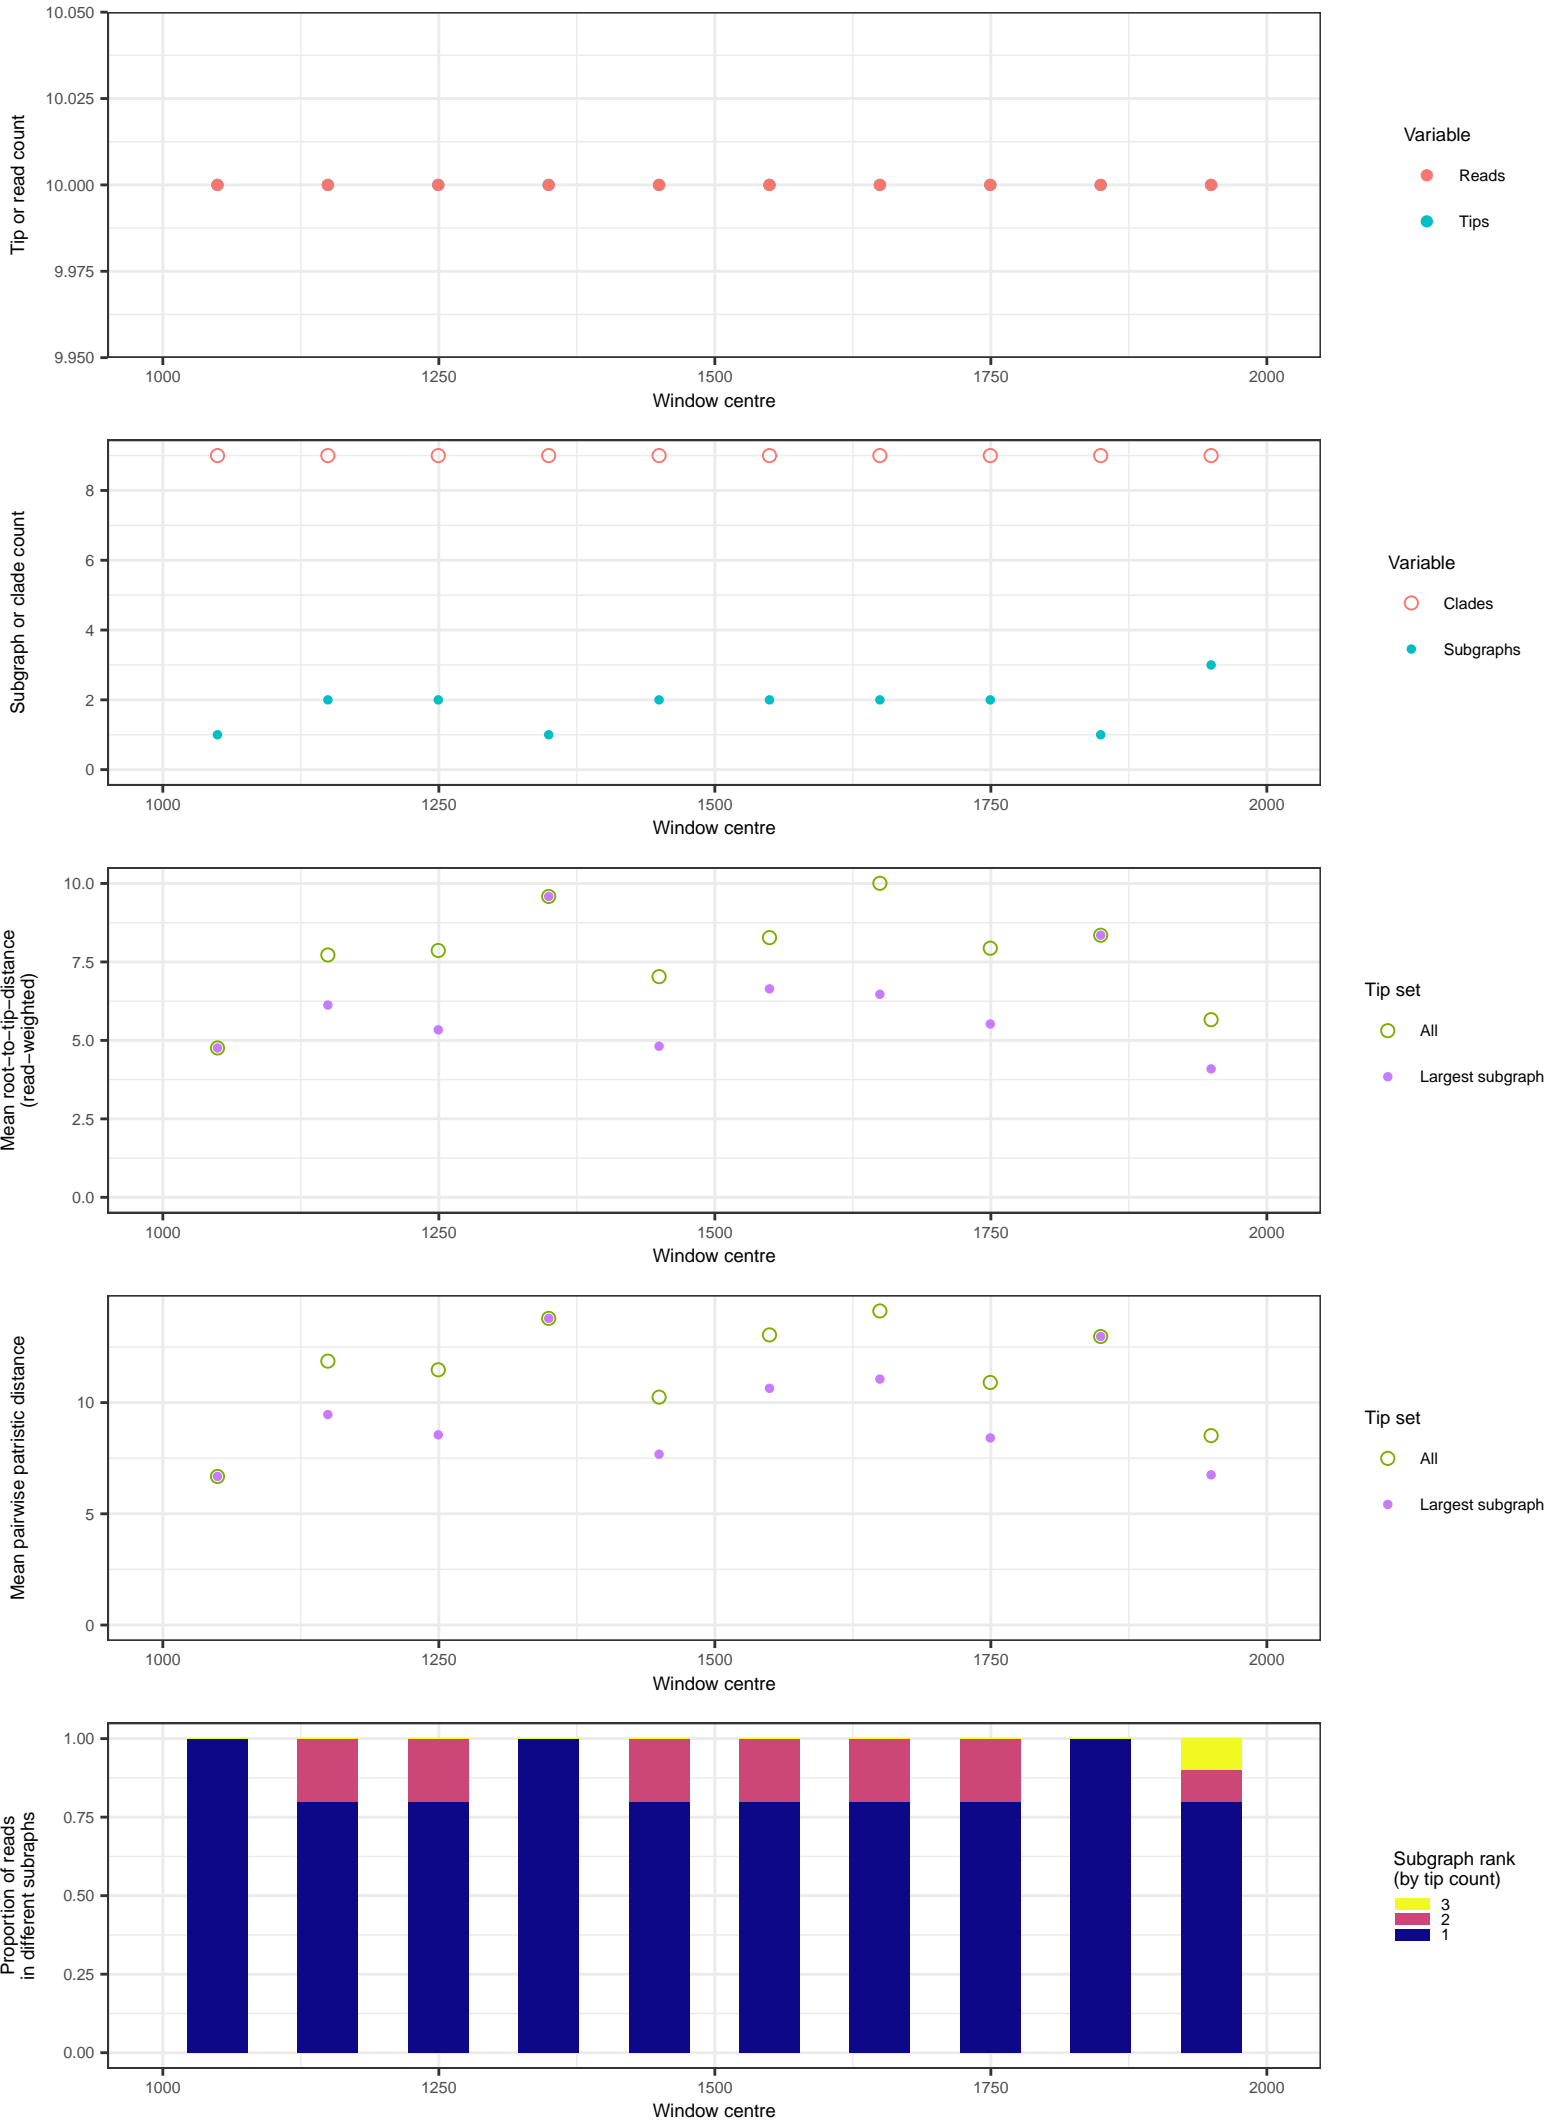 10.050
10.025
10.000
9.975
9.950
Tip or read count
1000 1250 1500 1750 2000
Window centre
Variable
Reads
Tips
8
6
4
2
0
Subgraph or clade count
1000 1250 1500 1750 2000
Window centre
Variable
Clades
Subgraphs
10.0
7.5
5.0
2.5
0.0
Mean root−to−tip−distance
(read−weighted)
1000 1250 1500 1750 2000
Window centre
Tip set
All
Largest subgraph
10
5
0
Mean pairwise patristic distance
1000 1250 1500 1750 2000
Window centre
Tip set
All
Largest subgraph
1.00
0.75
0.50
0.25
0.00
Proportion of reads
in different subraphs
1000 1250 1500 1750 2000
Window centre
Subgraph rank
(by tip count)
3
2
1